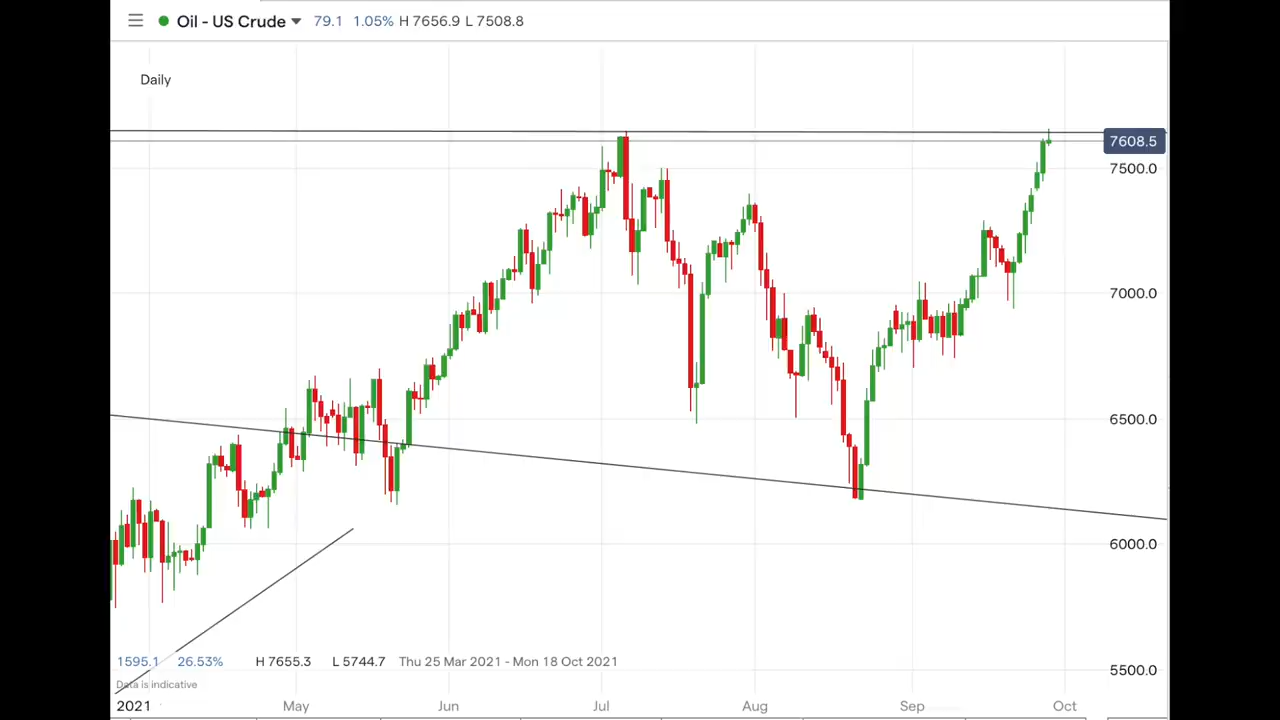 Oil - US Crude 79.1 1.05% H 7656.9 L 7508.8
Daily
7608.5
7500.0
7000.0
6500.0
6000.0
5500.0
1595.1 26.53% H 7655.3 L 5744.7 Thu 25 Mar 2021 - Mon 18 Oct 2021
Data is indicative
2021 May Jun Jul Aug Sep Oct